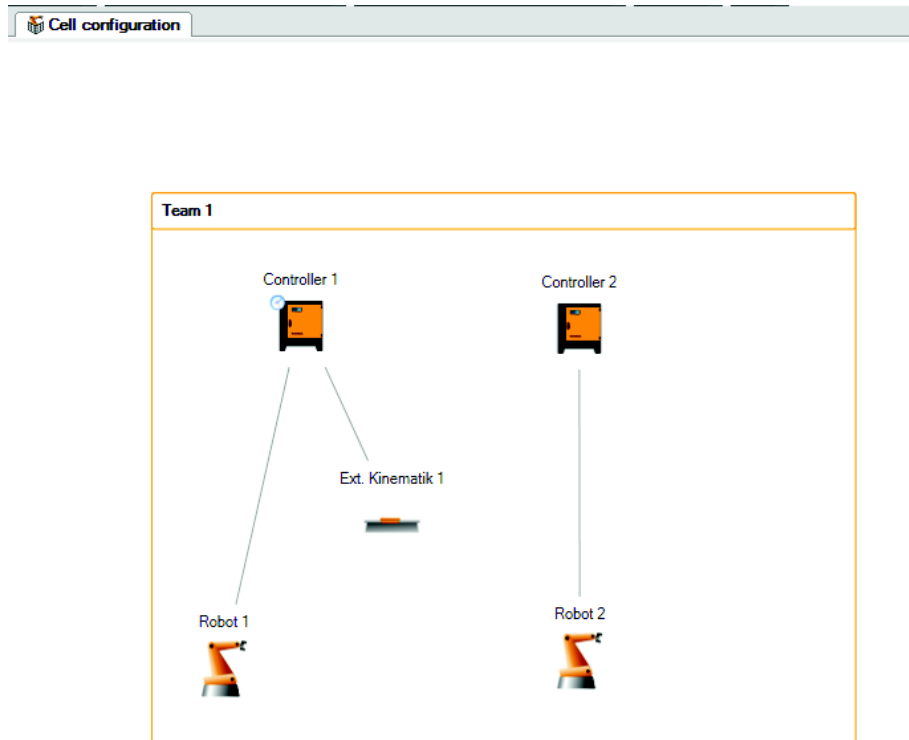 Cell configuration
Team 1
Controller 1
Controller 2
Ext. Kinematik 1
Robot 1
Robot 2